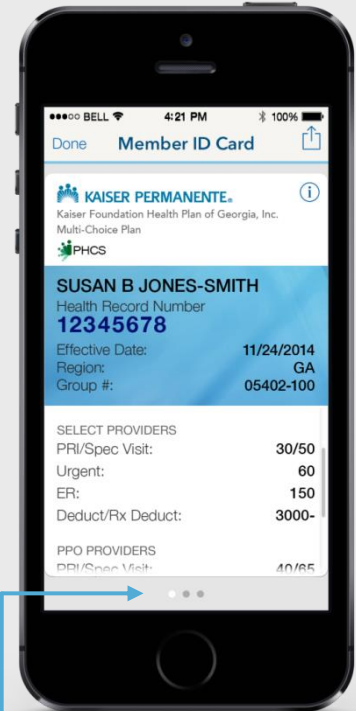 BELL 4:21 PM 100%
Done Member ID Card
KAISER PERMANENTE®
Kaiser Foundation Health Plan of Georgia, Inc.
Multi-Choice Plan
PHCS
SUSAN B JONES-SMITH
Health Record Number
12345678
Effective Date: 11/24/2014
Region: GA
Group #: 05402-100
SELECT PROVIDERS
PRI/Spec Visit: 30/50
Urgent: 60
ER: 150
Deduct/Rx Deduct: 3000-
PPO PROVIDERS
PRI/Spec Visit: 40/65